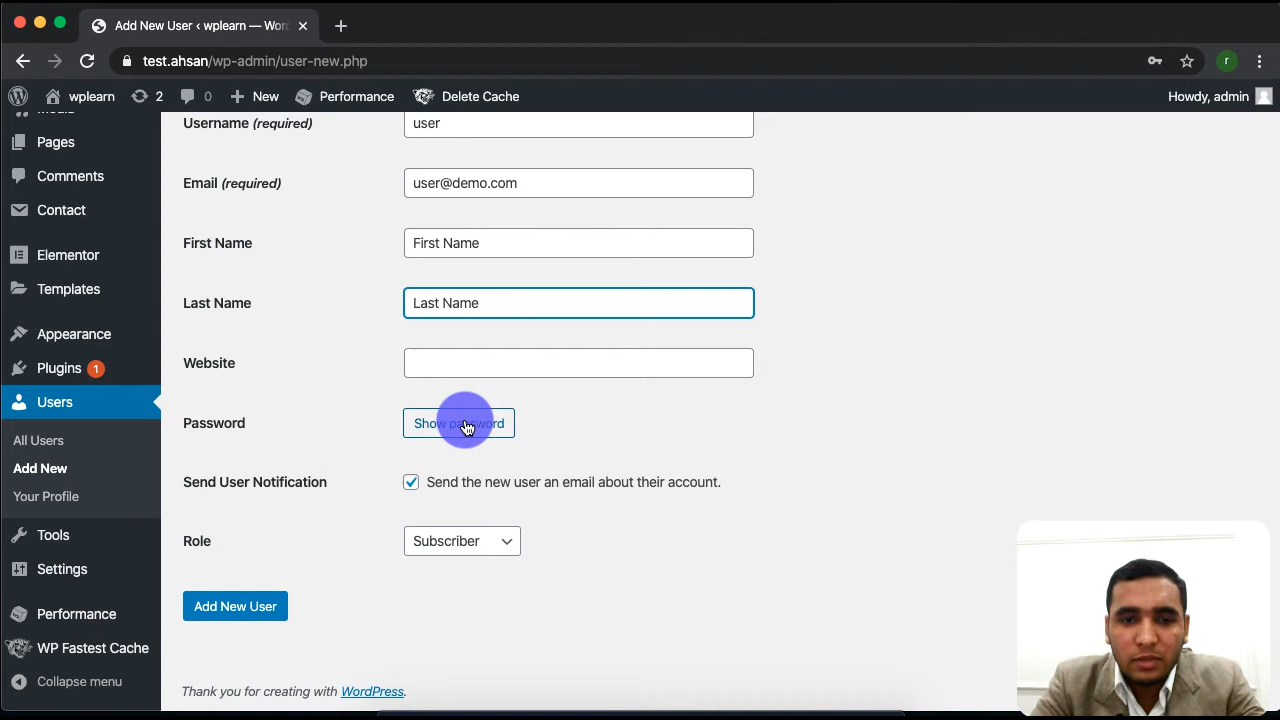 Add New User ‹ wplearn — Wor
test.ahsan/wp-admin/user-new.php
r
wplearn 2 0 New Performance Delete Cache Howdy, admin
Pages
Comments
Contact
Elementor
Templates
Appearance
Plugins 1
Users
All Users
Add New
Your Profile
Tools
Settings
Performance
WP Fastest Cache
Collapse menu
Username (required) user
Email (required) user@demo.com
First Name First Name
Last Name Last Name
Website
Password Show password
Send User Notification Send the new user an email about their account.
Role Subscriber
Add New User
Thank you for creating with WordPress.